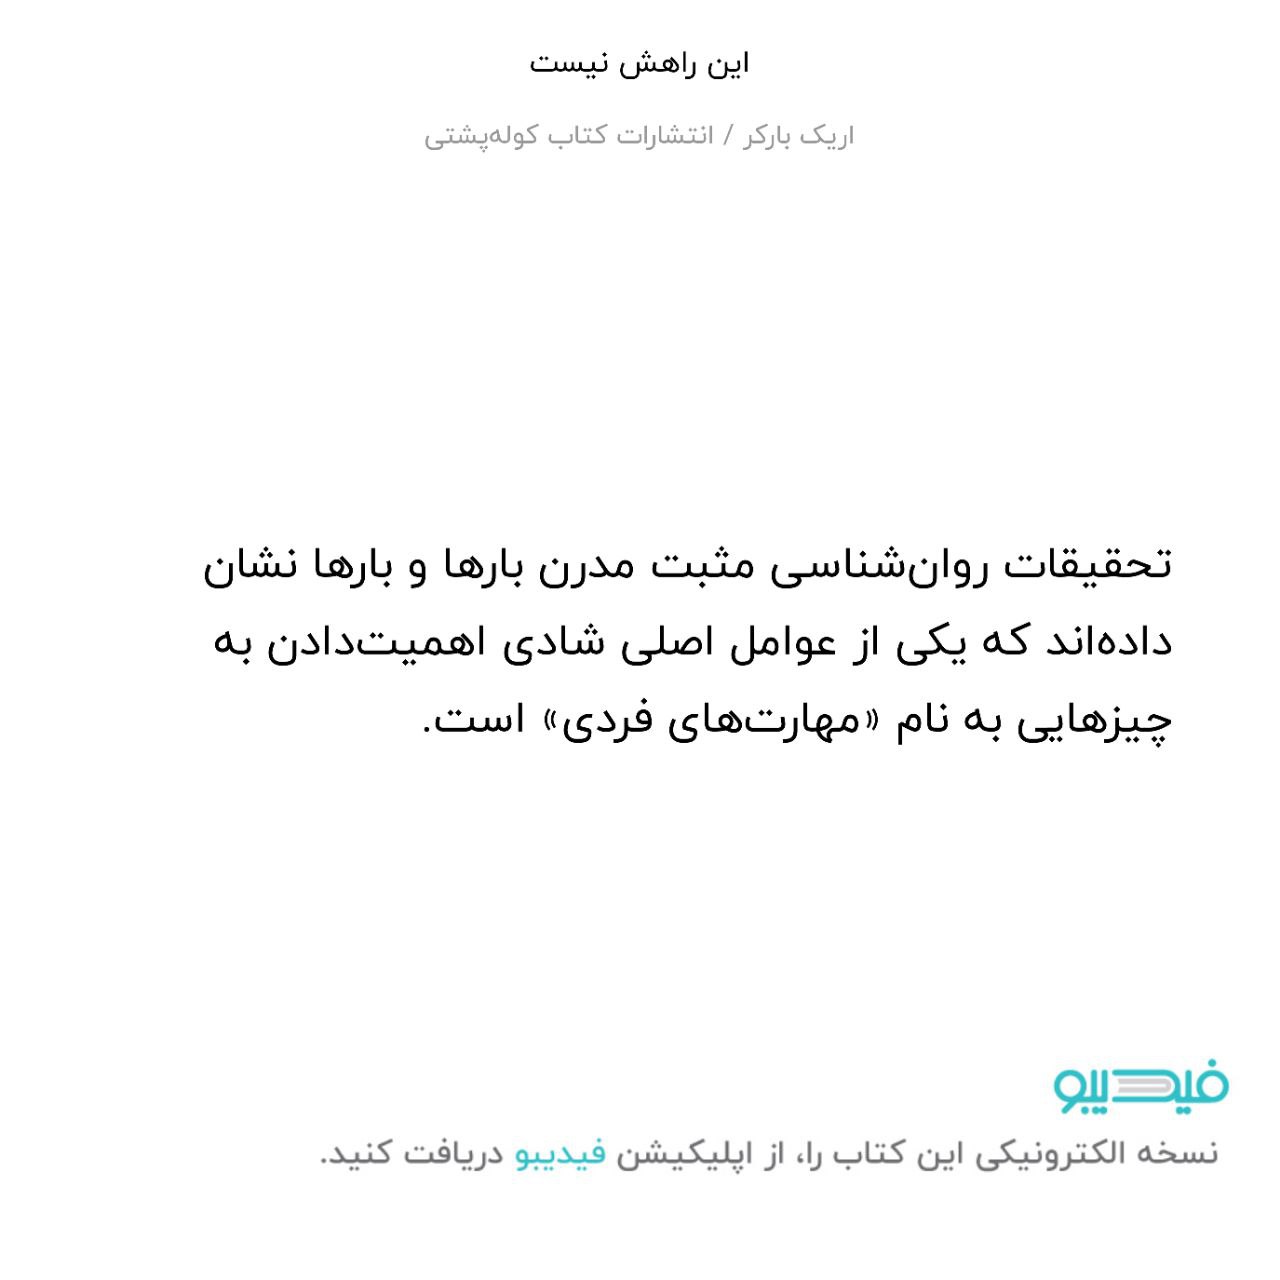 این راهش نیست
اریک بارکر / انتشارات کتاب کوله‌پشتی
تحقیقات روان‌شناسی مثبت مدرن بارها و بارها نشان
داده‌اند که یکی از عوامل اصلی شادی اهمیت‌دادن به
چیزهایی به نام «مهارت‌های فردی» است.
فیدیبو
نسخه الکترونیکی این کتاب را، از اپلیکیشن فیدیبو دریافت کنید.